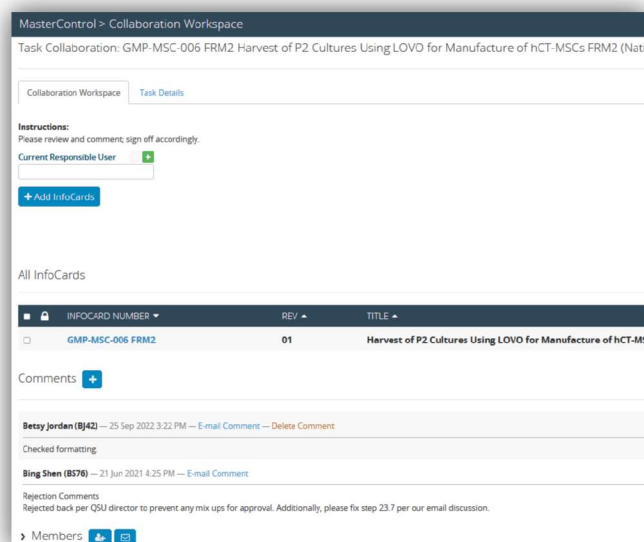 MasterControl > Collaboration Workspace
Task Collaboration: GMP-MSC-006 FRM2 Harvest of P2 Cultures Using LOVO for Manufacture of hCT-MSCs FRM2 (Nati
Collaboration Workspace Task Details
Instructions:
Please review and comment; sign off accordingly.
Current Responsible User +
+ Add InfoCards
All InfoCards
INFOCARD NUMBER REV TITLE
GMP-MSC-006 FRM2 01 Harvest of P2 Cultures Using LOVO for Manufacture of hCT-MS
Comments +
Betsy Jordan (BJ42) — 25 Sep 2022 3:22 PM — E-mail Comment — Delete Comment
Checked formatting.
Bing Shen (BS76) — 21 Jun 2021 4:25 PM — E-mail Comment
Rejection Comments
Rejected back per QSU director to prevent any mix ups for approval. Additionally, please fix step 23.7 per our email discussion.
Members